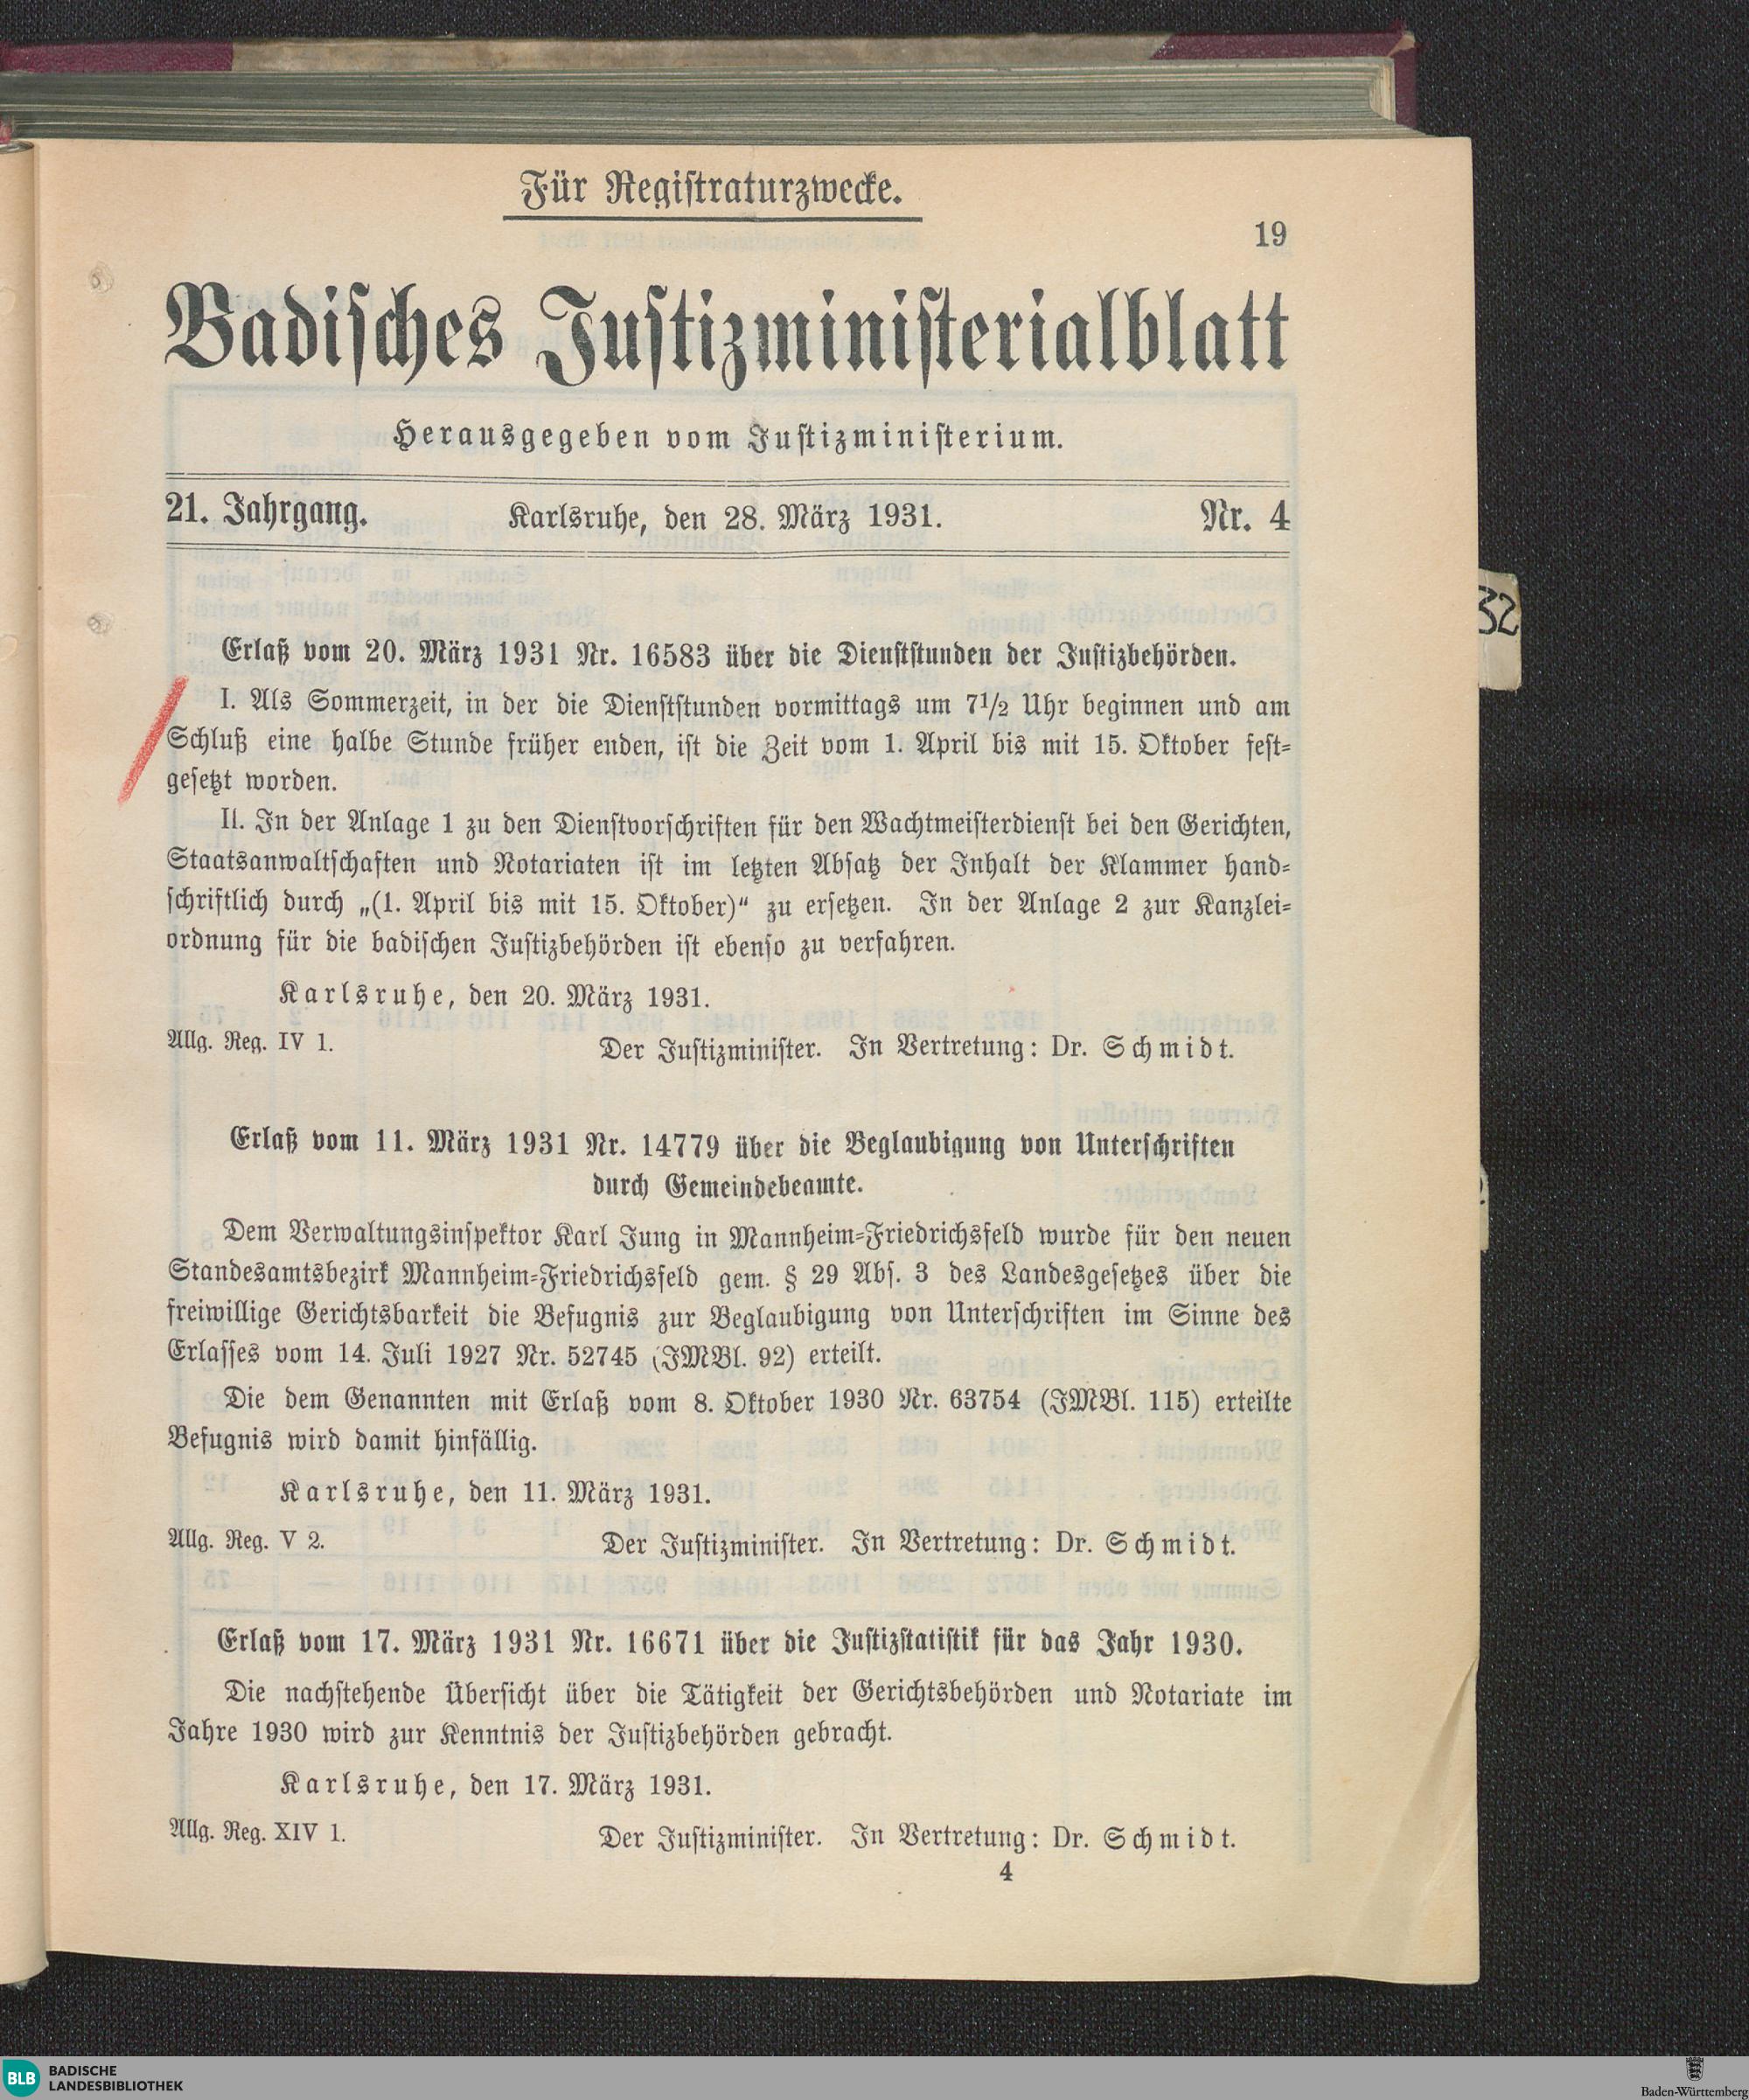 Für Registraturzwecke.
19
Badisches Justizministerialblatt
Herausgegeben vom Justizministerium.
21. Jahrgang. Karlsruhe, den 28. März 1931. Nr. 4
32
Erlaß vom 20. März 1931 Nr. 16583 über die Dienststunden der Justizbehörden.
I. Als Sommerzeit, in der die Dienststunden vormittags um 7½ Uhr beginnen und am
Schluß eine halbe Stunde früher enden, ist die Zeit vom 1. April bis mit 15. Oktober fest-
gesetzt worden.
II. In der Anlage 1 zu den Dienstvorschriften für den Wachtmeisterdienst bei den Gerichten,
Staatsanwaltschaften und Notariaten ist im letzten Absatz der Inhalt der Klammer hand-
schriftlich durch „(1. April bis mit 15. Oktober)“ zu ersetzen. In der Anlage 2 zur Kanzlei-
ordnung für die badischen Justizbehörden ist ebenso zu verfahren.
Karlsruhe, den 20. März 1931.
Allg. Reg. IV 1. Der Justizminister. In Vertretung: Dr. Schmidt.
Erlaß vom 11. März 1931 Nr. 14779 über die Beglaubigung von Unterschriften
durch Gemeindebeamte.
Dem Verwaltungsinspektor Karl Jung in Mannheim-Friedrichsfeld wurde für den neuen
Standesamtsbezirk Mannheim-Friedrichsfeld gem. § 29 Abs. 3 des Landesgesetzes über die
freiwillige Gerichtsbarkeit die Befugnis zur Beglaubigung von Unterschriften im Sinne des
Erlasses vom 14. Juli 1927 Nr. 52745 (JMBl. 92) erteilt.
Die dem Genannten mit Erlaß vom 8. Oktober 1930 Nr. 63754 (JMBl. 115) erteilte
Befugnis wird damit hinfällig.
Karlsruhe, den 11. März 1931.
Allg. Reg. V 2. Der Justizminister. In Vertretung: Dr. Schmidt.
Erlaß vom 17. März 1931 Nr. 16671 über die Justizstatistik für das Jahr 1930.
Die nachstehende Übersicht über die Tätigkeit der Gerichtsbehörden und Notariate im
Jahre 1930 wird zur Kenntnis der Justizbehörden gebracht.
Karlsruhe, den 17. März 1931.
Allg. Reg. XIV 1. Der Justizminister. In Vertretung: Dr. Schmidt.
4
BLB BADISCHE
LANDESBIBLIOTHEK
Baden-Württemberg